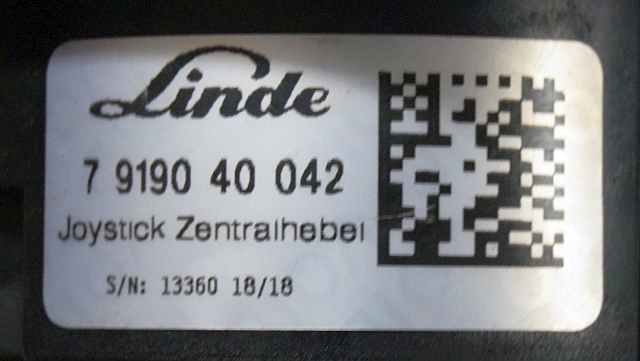 Linde
7 9190 40 042
Joystick Zentralhebel
S/N: 13360 18/18